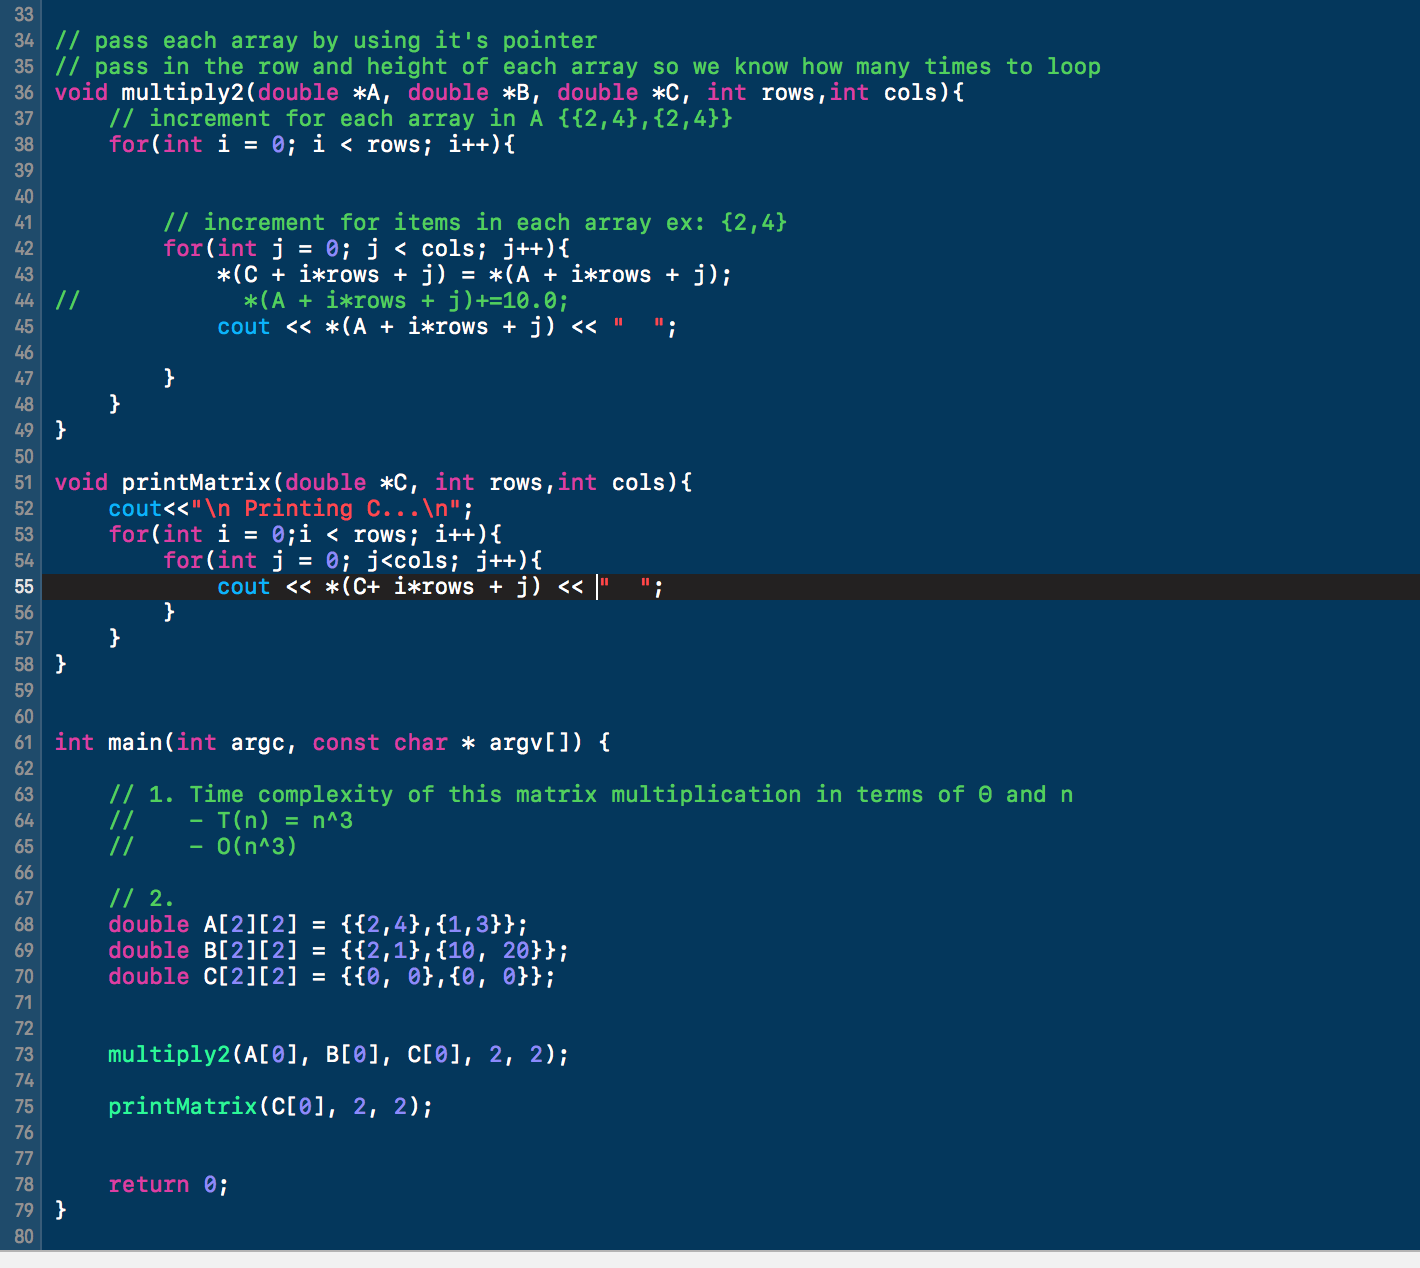 33
34 // pass each array by using it's pointer
35 // pass in the row and height of each array so we know how many times to loop
36 void multiply2(double *A, double *B, double *C, int rows,int cols){
37     // increment for each array in A {{2,4},{2,4}}
38     for(int i = 0; i < rows; i++){
39
40
41         // increment for items in each array ex: {2,4}
42         for(int j = 0; j < cols; j++){
43             *(C + i*rows + j) = *(A + i*rows + j);
44 //            *(A + i*rows + j)+=10.0;
45             cout << *(A + i*rows + j) << "  ";
46
47         }
48     }
49 }
50
51 void printMatrix(double *C, int rows,int cols){
52     cout<<"\n Printing C...\n";
53     for(int i = 0;i < rows; i++){
54         for(int j = 0; j<cols; j++){
55             cout << *(C+ i*rows + j) << "  ";
56         }
57     }
58 }
59
60
61 int main(int argc, const char * argv[]) {
62
63     // 1. Time complexity of this matrix multiplication in terms of Θ and n
64     //    – T(n) = n^3
65     //    – O(n^3)
66
67     // 2.
68     double A[2][2] = {{2,4},{1,3}};
69     double B[2][2] = {{2,1},{10, 20}};
70     double C[2][2] = {{0, 0},{0, 0}};
71
72
73     multiply2(A[0], B[0], C[0], 2, 2);
74
75     printMatrix(C[0], 2, 2);
76
77
78     return 0;
79 }
80